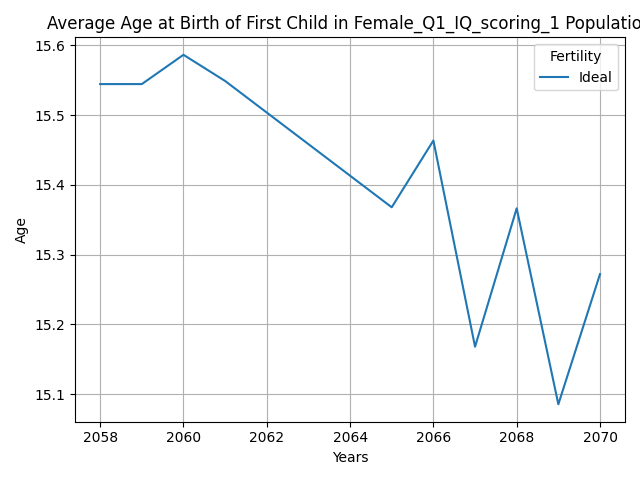 Average Age at Birth of First Child in Female_Q1_IQ_scoring_1 Populatio
15.6
15.5
15.4
15.3
15.2
15.1
Age
Fertility
Ideal
2058 2060 2062 2064 2066 2068 2070
Years